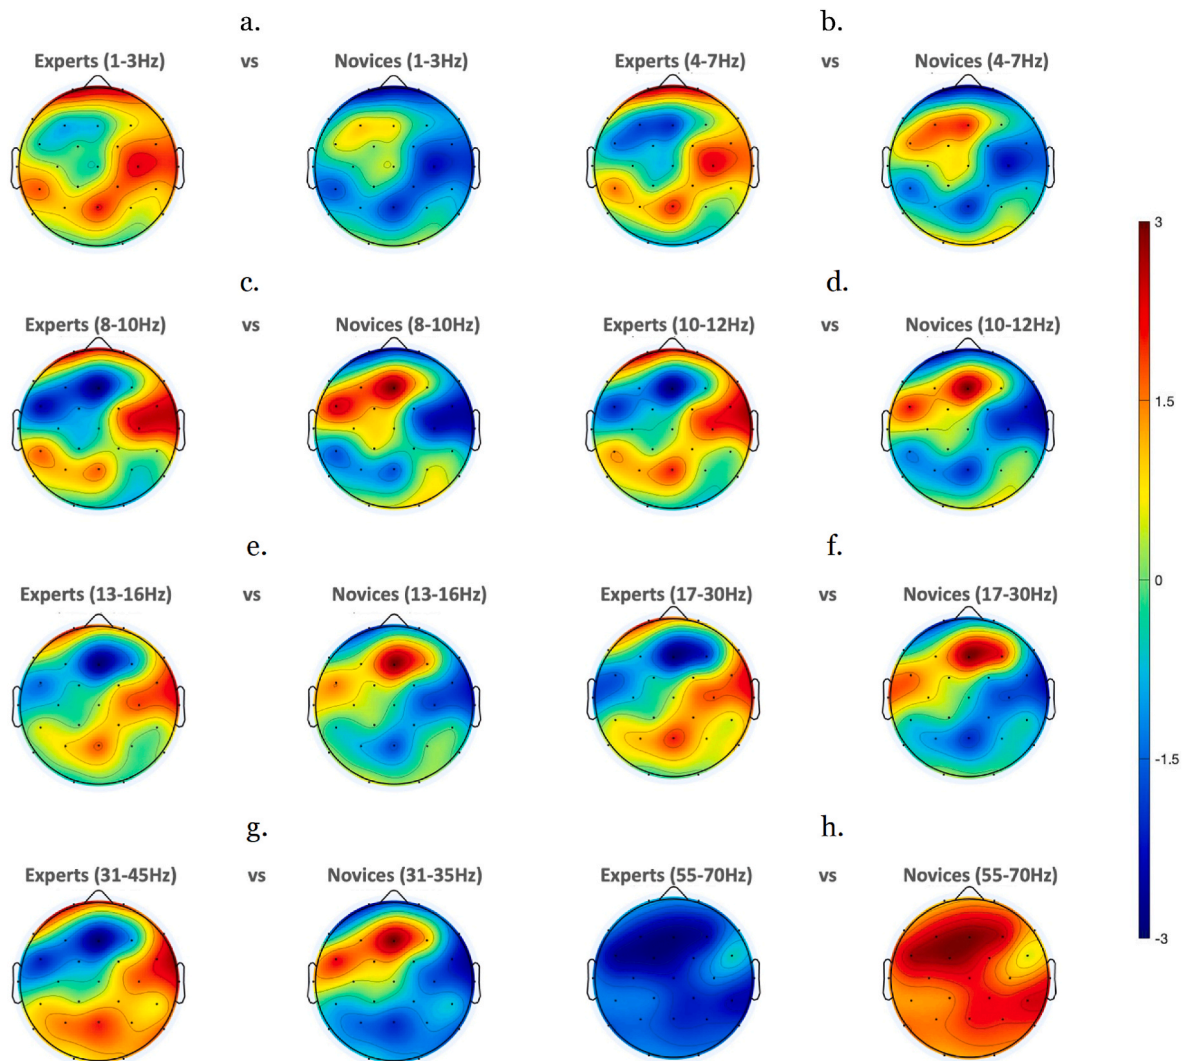 a.
b.
Experts (1-3Hz) vs Novices (1-3Hz)
Experts (4-7Hz) vs Novices (4-7Hz)
c.
d.
Experts (8-10Hz) vs Novices (8-10Hz)
Experts (10-12Hz) vs Novices (10-12Hz)
e.
f.
Experts (13-16Hz) vs Novices (13-16Hz)
Experts (17-30Hz) vs Novices (17-30Hz)
g.
h.
Experts (31-45Hz) vs Novices (31-35Hz)
Experts (55-70Hz) vs Novices (55-70Hz)
3
1.5
0
-1.5
-3